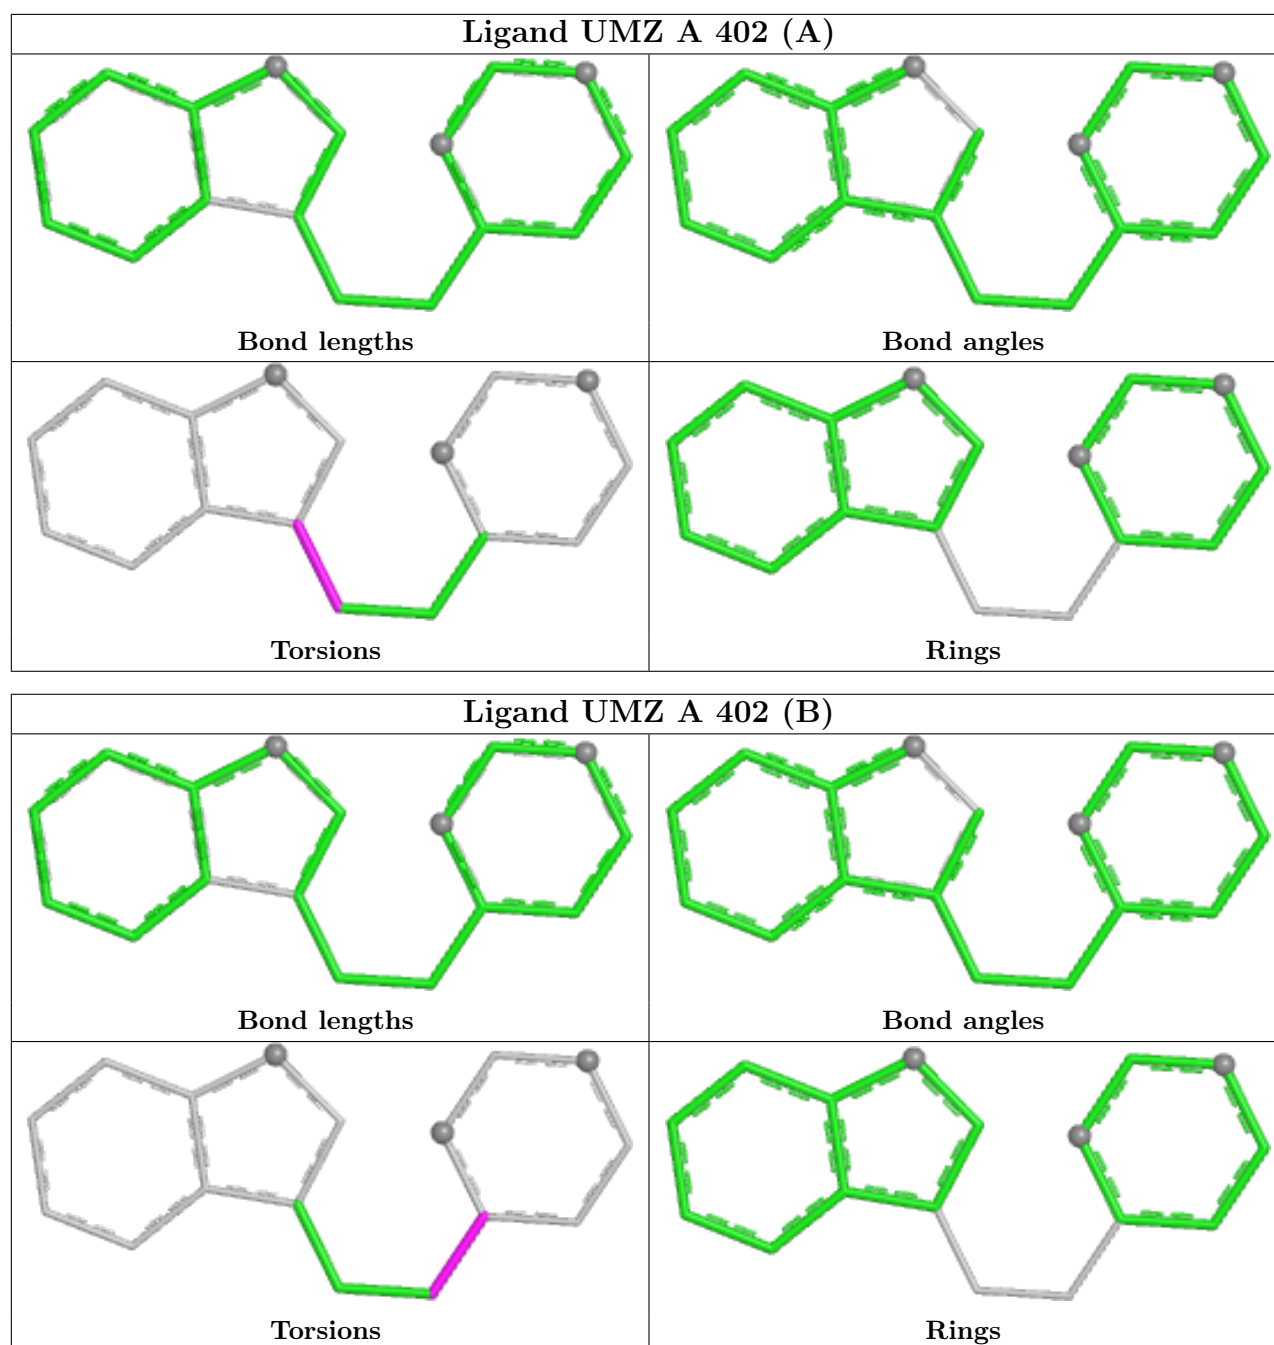 Ligand UMZ A 402 (A)
Bond lengths
Bond angles
Torsions
Rings
Ligand UMZ A 402 (B)
Bond lengths
Bond angles
Torsions
Rings